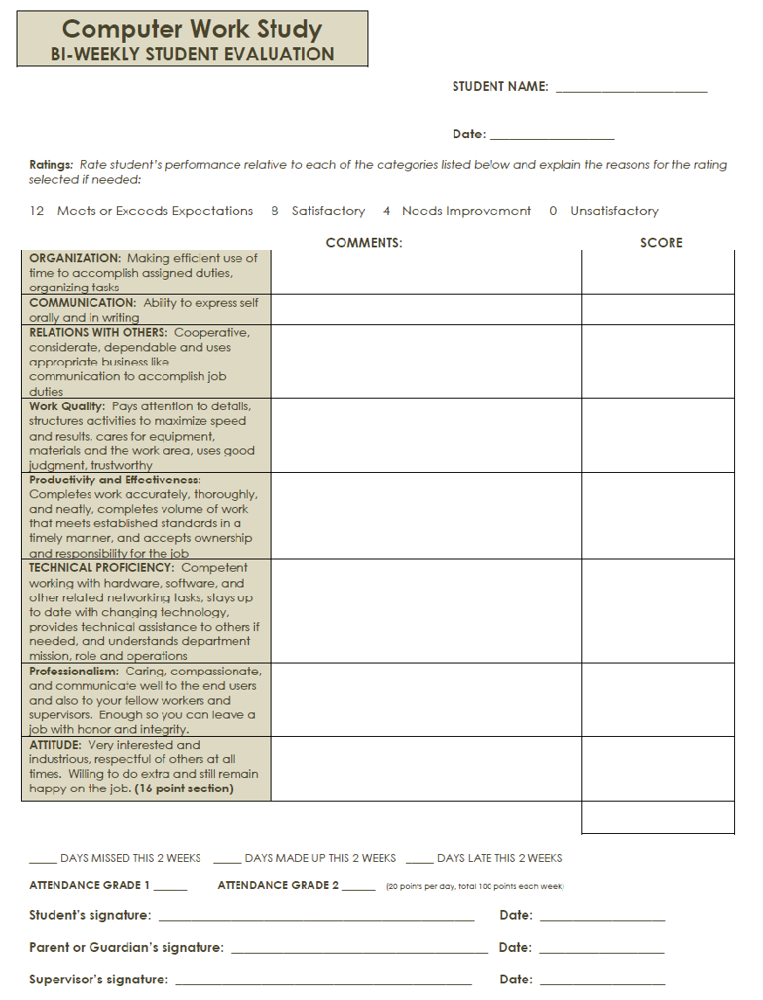 Computer Work Study
BI-WEEKLY STUDENT EVALUATION
STUDENT NAME: ______________________
Date: __________________
Ratings: Rate student's performance relative to each of the categories listed below and explain the reasons for the rating
selected if needed:
12 Meets or Exceeds Expectations 8 Satisfactory 4 Needs Improvement 0 Unsatisfactory
COMMENTS: SCORE
ORGANIZATION: Making efficient use of
time to accomplish assigned duties,
organizing tasks
COMMUNICATION: Ability to express self
orally and in writing
RELATIONS WITH OTHERS: Cooperative,
considerate, dependable and uses
appropriate business like
communication to accomplish job
duties
Work Quality: Pays attention to details,
structures activities to maximize speed
and results, cares for equipment,
materials and the work area, uses good
judgment, trustworthy
Productivity and Effectiveness:
Completes work accurately, thoroughly,
and neatly, completes volume of work
that meets established standards in a
timely manner, and accepts ownership
and responsibility for the job
TECHNICAL PROFICIENCY: Competent
working with hardware, software, and
other related networking tasks, stays up
to date with changing technology,
provides technical assistance to others if
needed, and understands department
mission, role and operations
Professionalism: Caring, compassionate,
and communicate well to the end users
and also to your fellow workers and
supervisors. Enough so you can leave a
job with honor and integrity.
ATTITUDE: Very interested and
industrious, respectful of others at all
times. Willing to do extra and still remain
happy on the job. (16 point section)
_____ DAYS MISSED THIS 2 WEEKS _____ DAYS MADE UP THIS 2 WEEKS _____ DAYS LATE THIS 2 WEEKS
ATTENDANCE GRADE 1 ______ ATTENDANCE GRADE 2 ______ (20 points per day, total 100 points each week)
Student's signature: ______________________________ Date: ______________
Parent or Guardian's signature: ______________________________ Date: ______________
Supervisor's signature: ______________________________ Date: ______________